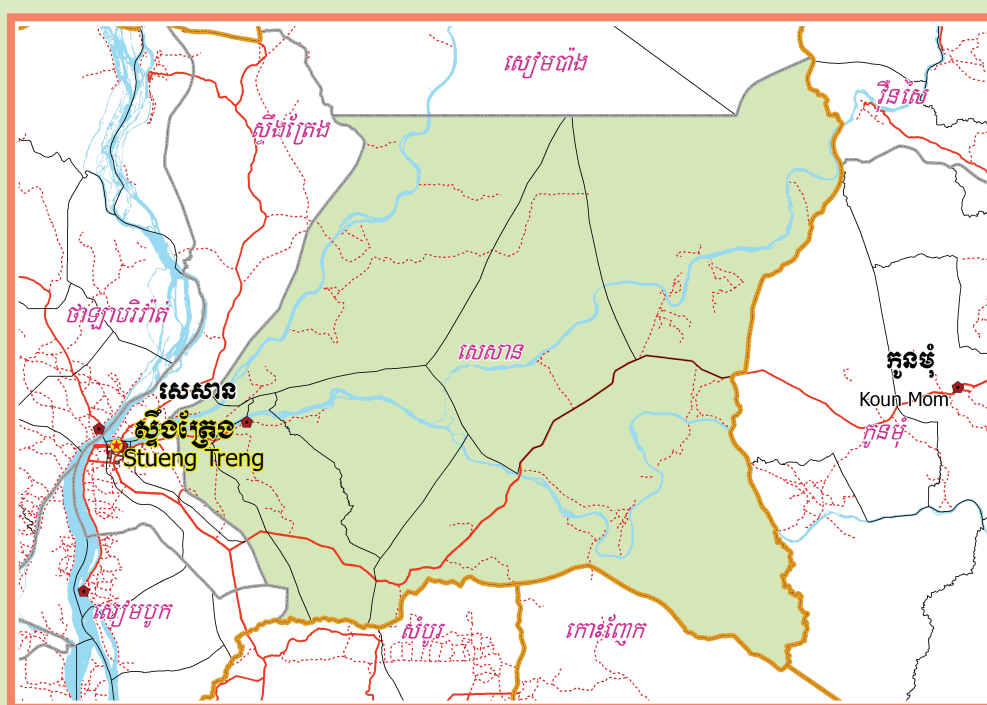 សៀមប៉ាង
វើនសៃ
ស្ទឹងត្រែង
ថាឡាបរិវ៉ាត់
សេសាន
កូនមុំ
Koun Mom
កូនមុំ
សេសាន
ស្ទឹងត្រែង
Stueng Treng
សៀមបូក
សំបូរ
កោះញែក